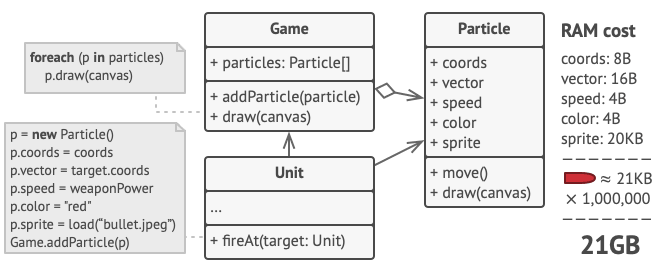 foreach (p in particles)
p.draw(canvas)
p = new Particle()
p.coords = coords
p.vector = target.coords
p.speed = weaponPower
p.color = "red"
p.sprite = load("bullet.jpeg")
Game.addParticle(p)
Game
+ particles: Particle[]
+ addParticle(particle)
+ draw(canvas)
Unit
...
+ fireAt(target: Unit)
Particle
+ coords
+ vector
+ speed
+ color
+ sprite
+ move()
+ draw(canvas)
RAM cost
coords: 8B
vector: 16B
speed: 4B
color: 4B
sprite: 20KB
≈ 21KB
× 1,000,000
21GB